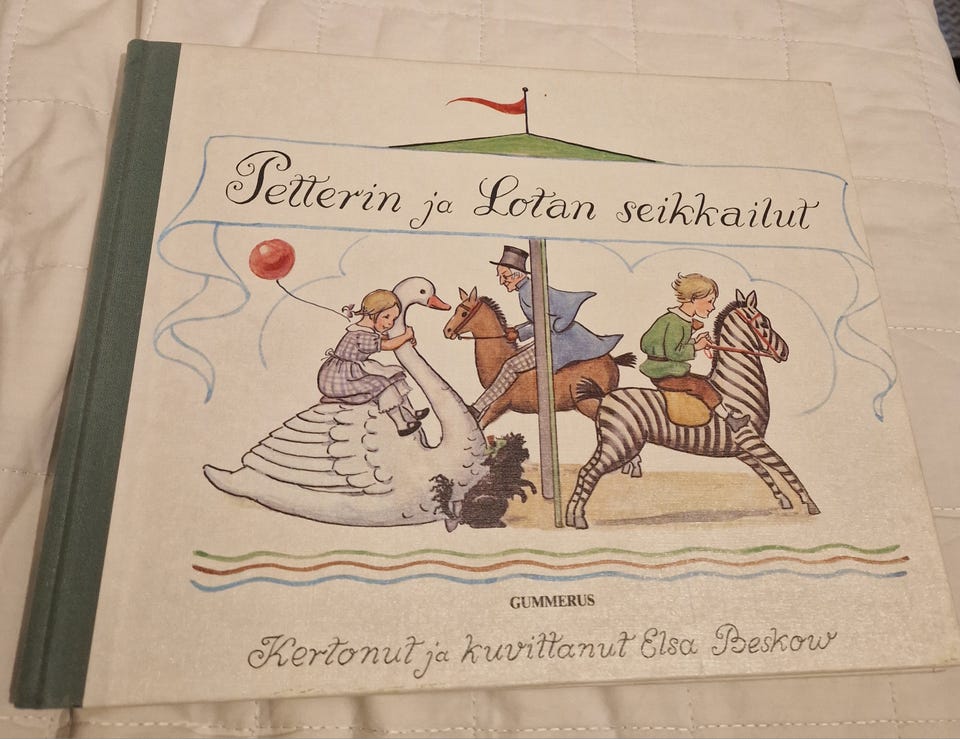 Petterin ja Lotan seikkailut
GUMMERUS
Kertonut ja kuvittanut Elsa Beskow